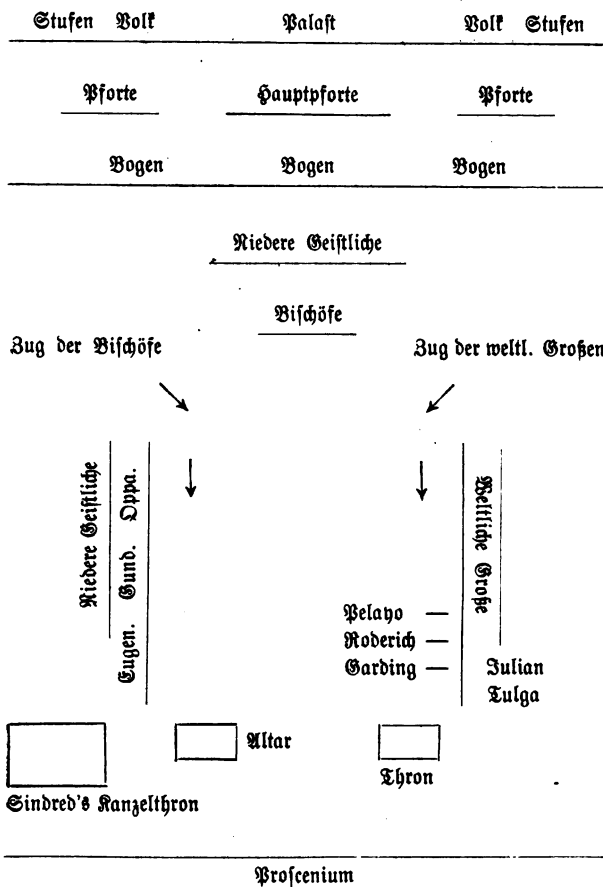 Stufen Volk Palast Volk Stufen
Pforte Hauptpforte Pforte
Bogen Bogen Bogen
Niedere Geistliche
Bischöfe
Zug der Bischöfe Zug der weltl. Großen
Niedere Geistliche
Eugen. Gund. Oppa.
Weltliche Große
Pelayo —
Roderich —
Garding —
Julian
Tulga
Altar
Thron
Sindred's Kanzelthron
Proscenium